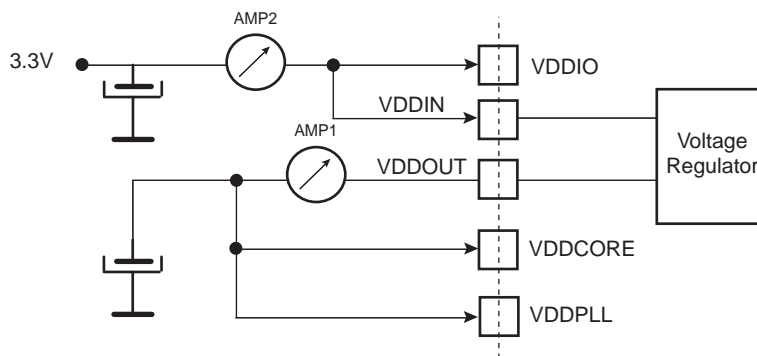 AMP2
3.3V
VDDIO
VDDIN
Voltage
Regulator
AMP1
VDDOUT
VDDCORE
VDDPLL